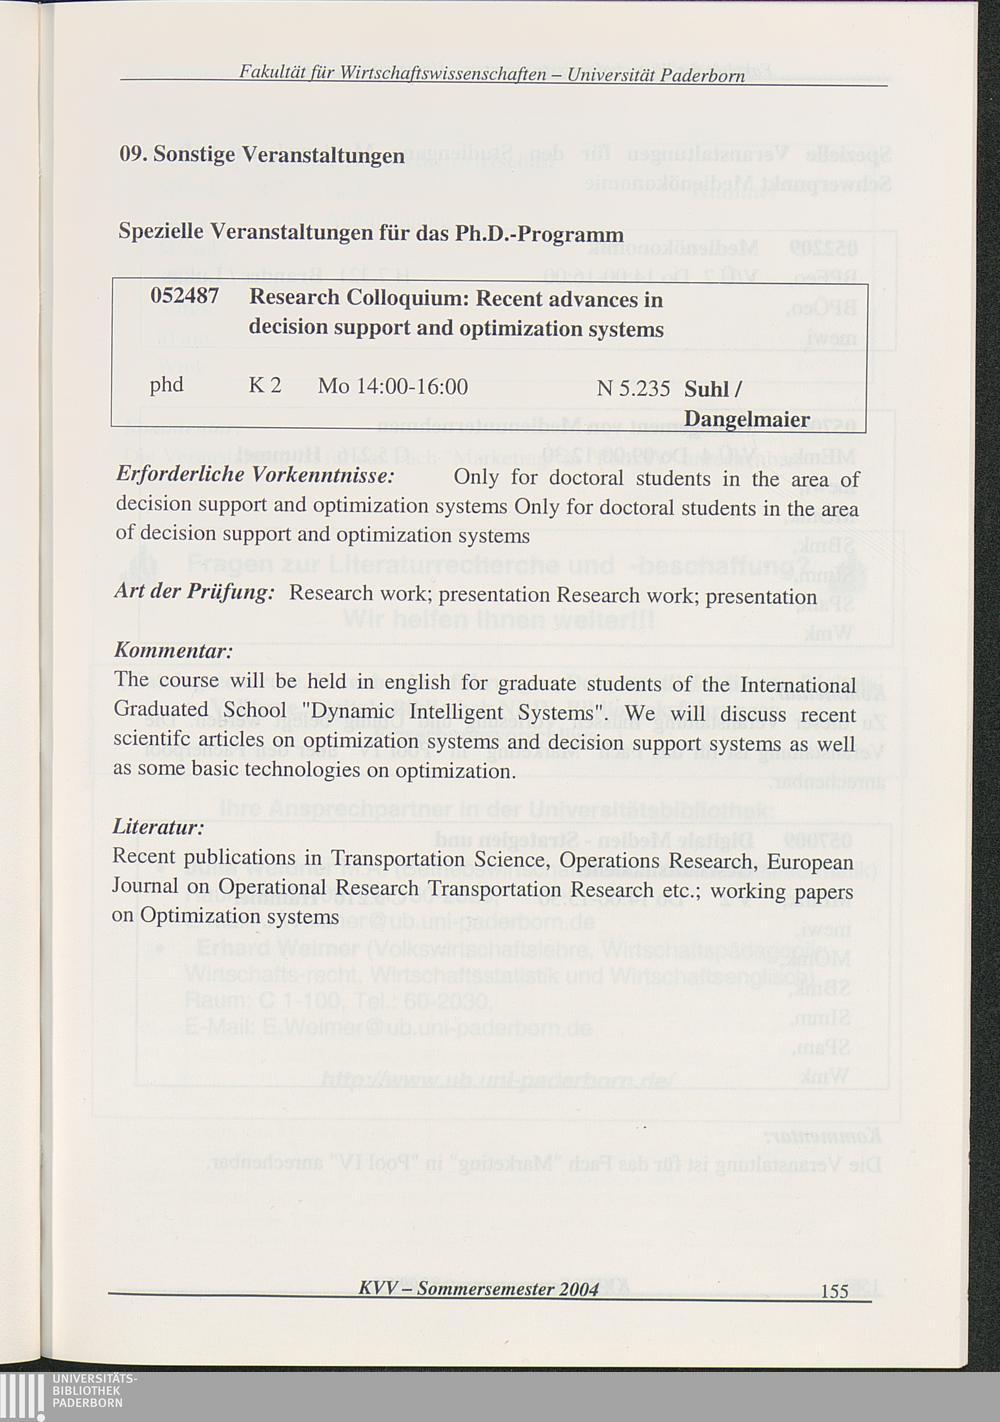 Fakultät für Wirtschaftswissenschaften – Universität Paderborn
09. Sonstige Veranstaltungen
Spezielle Veranstaltungen für das Ph.D.-Programm
052487 Research Colloquium: Recent advances in
decision support and optimization systems
phd K 2 Mo 14:00-16:00 N 5.235 Suhl /
Dangelmaier
Erforderliche Vorkenntnisse: Only for doctoral students in the area of
decision support and optimization systems Only for doctoral students in the area
of decision support and optimization systems
Art der Prüfung: Research work; presentation Research work; presentation
Kommentar:
The course will be held in english for graduate students of the International
Graduated School "Dynamic Intelligent Systems". We will discuss recent
scientifc articles on optimization systems and decision support systems as well
as some basic technologies on optimization.
Literatur:
Recent publications in Transportation Science, Operations Research, European
Journal on Operational Research Transportation Research etc.; working papers
on Optimization systems
KVV – Sommersemester 2004 155
UNIVERSITÄTS-
BIBLIOTHEK
PADERBORN